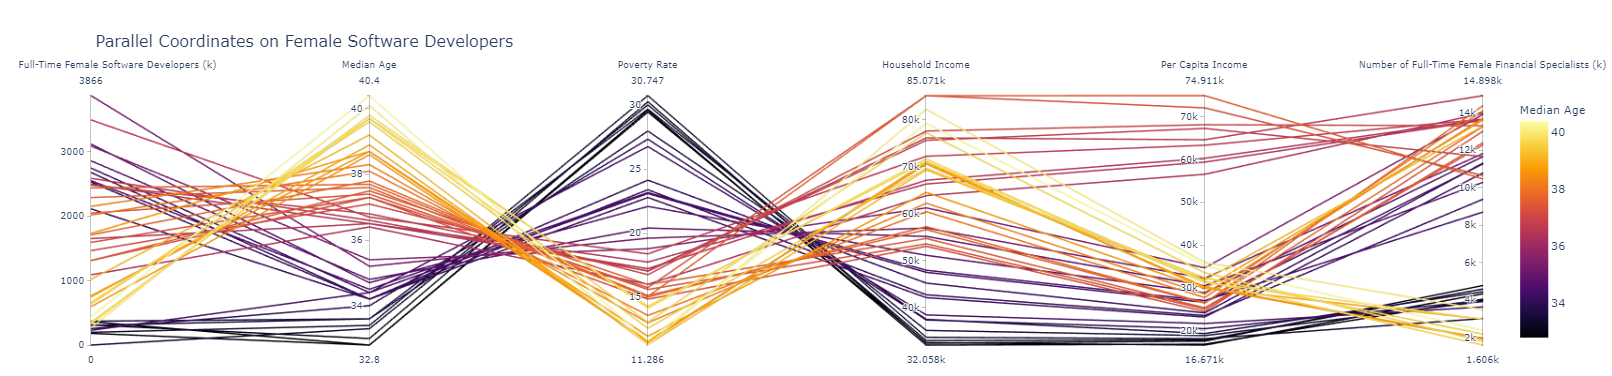 Parallel Coordinates on Female Software Developers
Full-Time Female Software Developers (k) Median Age Poverty Rate Household Income Per Capita Income Number of Full-Time Female Financial Specialists (k)
3866 40.4 30.747 85.071k 74.911k 14.898k
Median Age
40
38
36
34
3000
2000
1000
0
40
38
36
34
30
25
20
15
80k
70k
60k
50k
40k
70k
60k
50k
40k
30k
20k
14k
12k
10k
8k
6k
4k
2k
0 32.8 11.286 32.058k 16.671k 1.606k